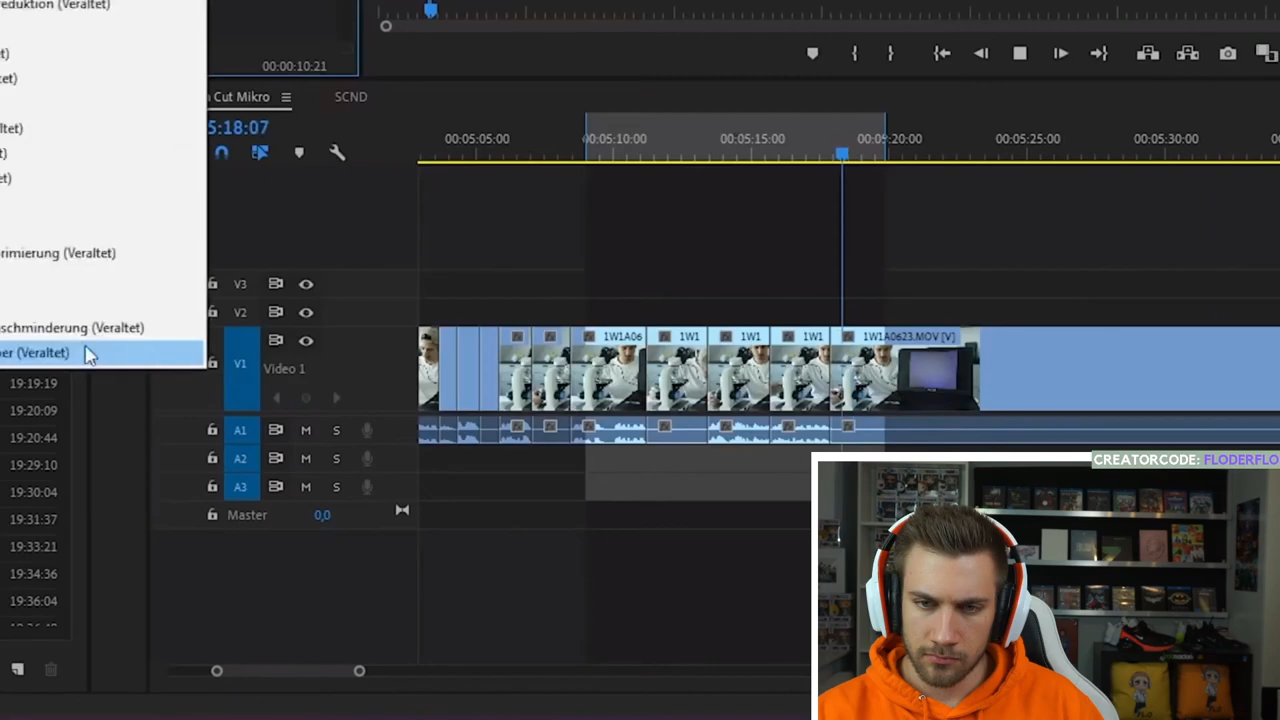 eduktion (Veraltet)
et)
tet)
ltet)
t)
et)
rimierung (Veraltet)
schminderung (Veraltet)
er (Veraltet)
00:00:10:21
Cut Mikro
SCND
5:18:07
00:05:05:00
00:05:10:00
00:05:15:00
00:05:20:00
00:05:25:00
00:05:30:00
V3
V2
V1
Video 1
1W1A06
1W1
1W1
1W1
1W1A0623.MOV [V]
A1
M
S
A2
M
S
A3
M
S
Master
0,0
19:19:19
19:20:09
19:20:44
19:29:10
19:30:04
19:31:37
19:33:21
19:34:36
19:36:04
CREATORCODE: FLODERFLO